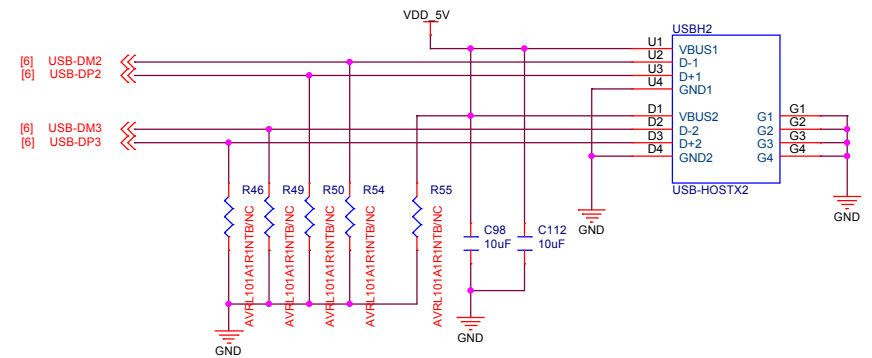 VDD_5V
USBH2
[6] USB-DM2
U1 VBUS1
[6] USB-DP2
U2 D-1
U3 D+1
U4 GND1
[6] USB-DM3
D1 VBUS2
G1 G1
[6] USB-DP3
D2 D-2
G2 G2
D3 D+2
G3 G3
D4 GND2
G4 G4
USB-HOSTX2
R46
R49
R50
R54
R55
AVRL101A1R1NTB/NC
AVRL101A1R1NTB/NC
AVRL101A1R1NTB/NC
AVRL101A1R1NTB/NC
AVRL101A1R1NTB/NC
C98
10uF
C112
10uF
GND
GND
GND
GND